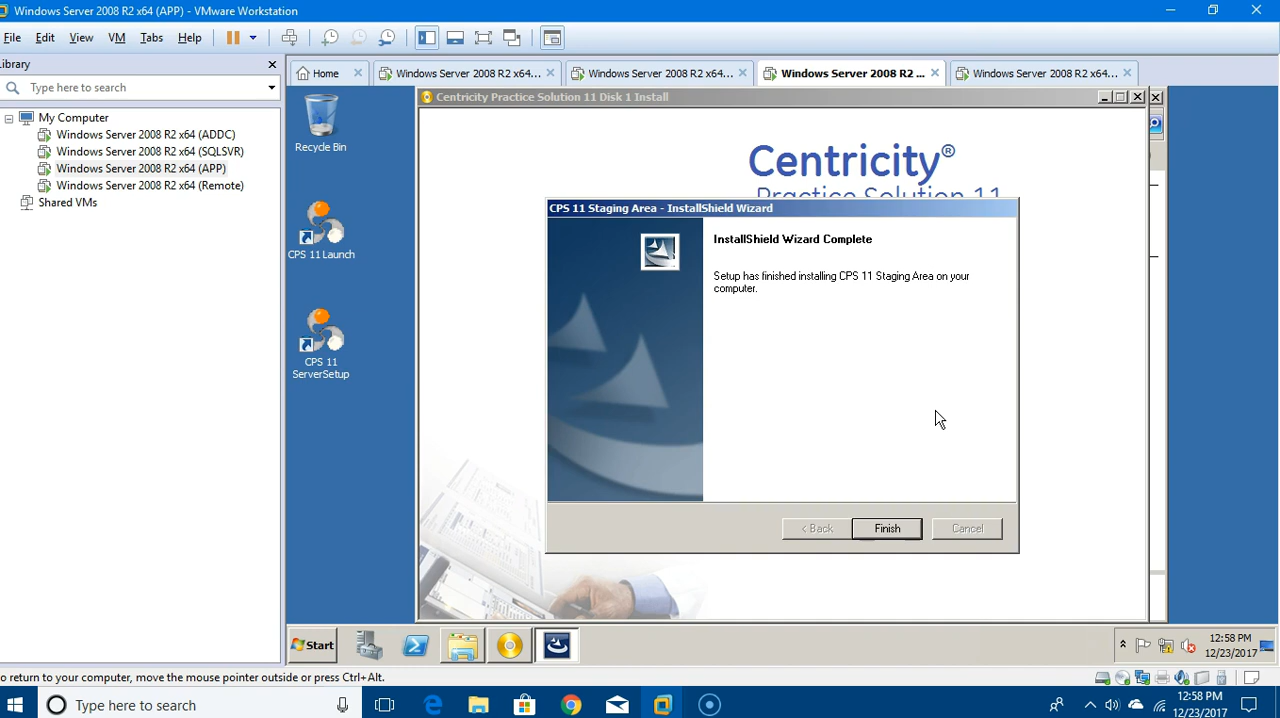 Windows Server 2008 R2 x64 (APP) - VMware Workstation
File Edit View VM Tabs Help
Library
Type here to search
My Computer
Windows Server 2008 R2 x64 (ADDC)
Windows Server 2008 R2 x64 (SQLSVR)
Windows Server 2008 R2 x64 (APP)
Windows Server 2008 R2 x64 (Remote)
Shared VMs
Home
Windows Server 2008 R2 x64...
Windows Server 2008 R2 x64...
Windows Server 2008 R2 ...
Windows Server 2008 R2 x64...
Recycle Bin
CPS 11 Launch
CPS 11
ServerSetup
Centricity Practice Solution 11 Disk 1 Install
Centricity®
Practice Solution 11
CPS 11 Staging Area - InstallShield Wizard
InstallShield Wizard Complete
Setup has finished installing CPS 11 Staging Area on your
computer.
< Back Finish Cancel
Start
12:58 PM
12/23/2017
o return to your computer, move the mouse pointer outside or press Ctrl+Alt.
Type here to search
12:58 PM
12/23/2017